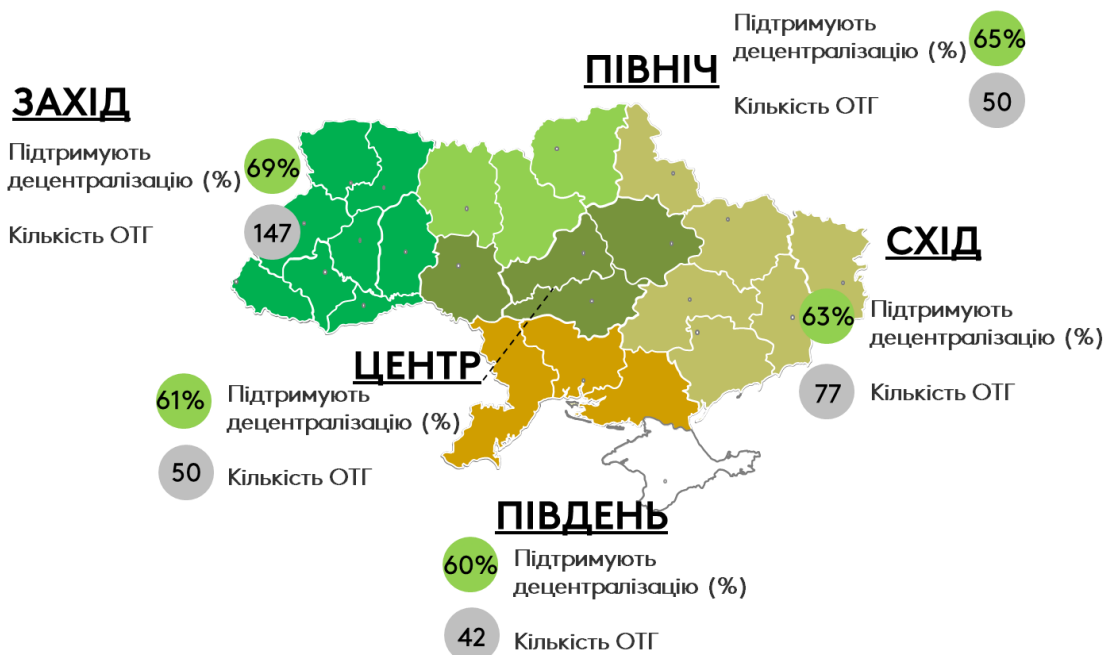 ЗАХІД
Підтримують
децентралізацію (%)
69%
Кількість ОТГ
147
ПІВНІЧ
Підтримують
децентралізацію (%)
65%
Кількість ОТГ
50
СХІД
63%
Підтримують
децентралізацію (%)
77
Кількість ОТГ
ЦЕНТР
61%
Підтримують
децентралізацію (%)
50
Кількість ОТГ
ПІВДЕНЬ
60%
Підтримують
децентралізацію (%)
42
Кількість ОТГ